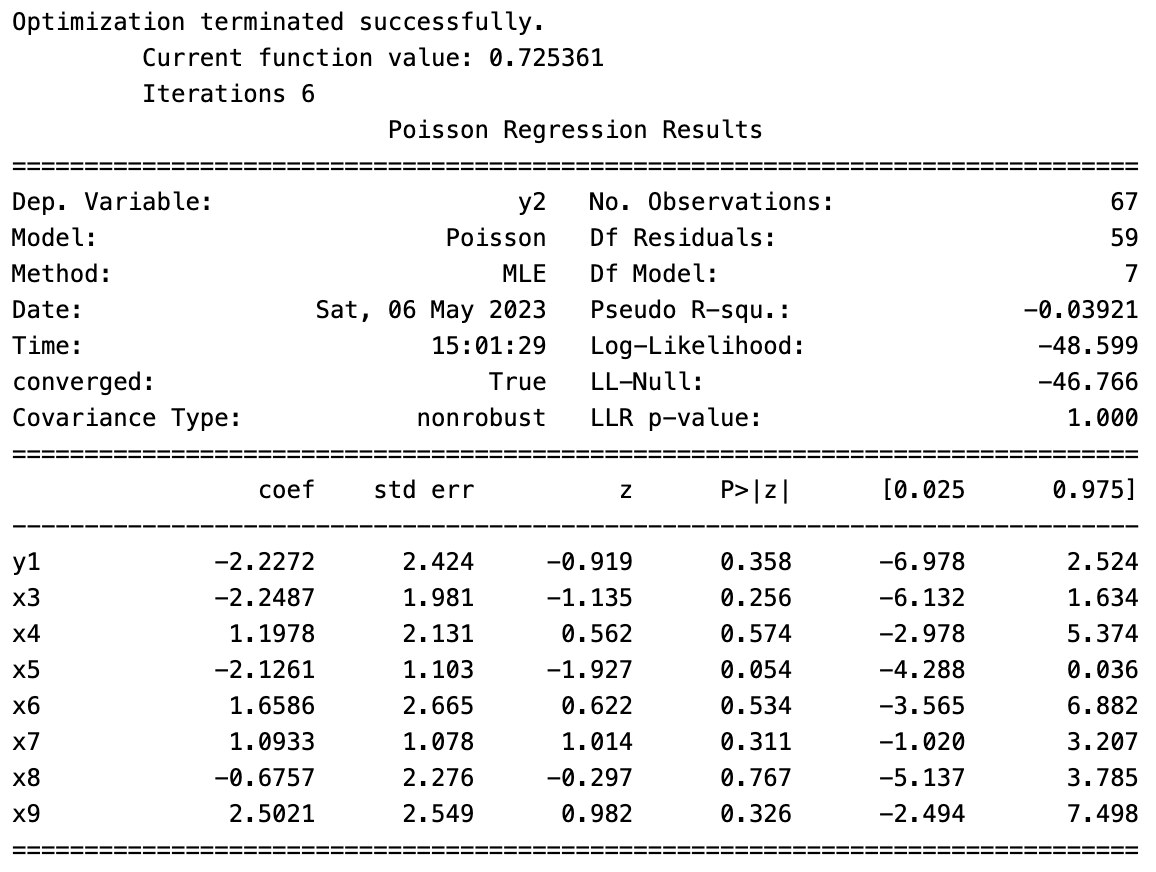 Optimization terminated successfully.
         Current function value: 0.725361
         Iterations 6
                          Poisson Regression Results
==============================================================================
Dep. Variable:                     y2   No. Observations:                   67
Model:                        Poisson   Df Residuals:                       59
Method:                           MLE   Df Model:                            7
Date:                Sat, 06 May 2023   Pseudo R-squ.:                -0.03921
Time:                        15:01:29   Log-Likelihood:                -48.599
converged:                       True   LL-Null:                       -46.766
Covariance Type:            nonrobust   LLR p-value:                     1.000
==============================================================================
                 coef    std err          z      P>|z|      [0.025      0.975]
------------------------------------------------------------------------------
y1            -2.2272      2.424     -0.919      0.358      -6.978       2.524
x3            -2.2487      1.981     -1.135      0.256      -6.132       1.634
x4             1.1978      2.131      0.562      0.574      -2.978       5.374
x5            -2.1261      1.103     -1.927      0.054      -4.288       0.036
x6             1.6586      2.665      0.622      0.534      -3.565       6.882
x7             1.0933      1.078      1.014      0.311      -1.020       3.207
x8            -0.6757      2.276     -0.297      0.767      -5.137       3.785
x9             2.5021      2.549      0.982      0.326      -2.494       7.498
==============================================================================